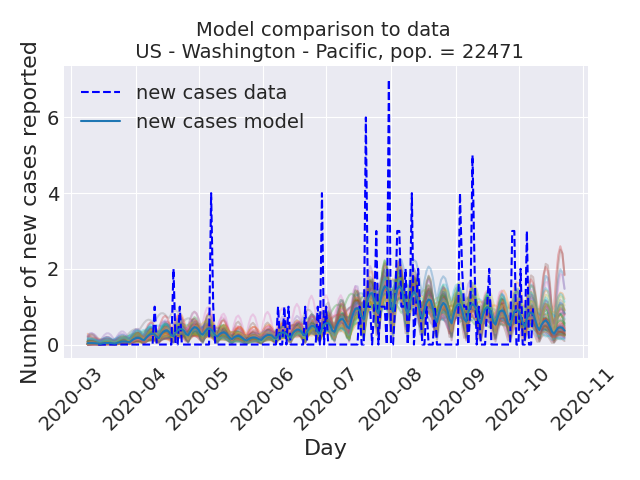 Model comparison to data
US - Washington - Pacific, pop. = 22471
Number of new cases reported
new cases data
new cases model
6
4
2
0
2020-03
2020-04
2020-05
2020-06
2020-07
2020-08
2020-09
2020-10
2020-11
Day